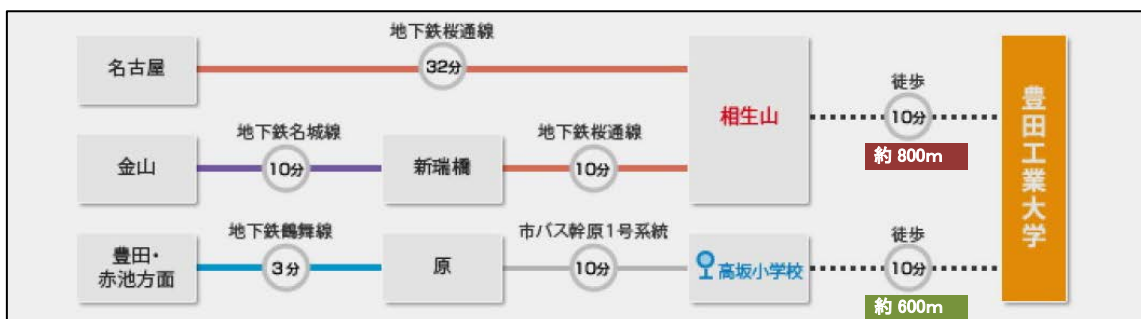 地下鉄桜通線
名古屋
32分
相生山
徒歩
10分
約 800m
地下鉄名城線
地下鉄桜通線
金山
10分
新瑞橋
10分
地下鉄鶴舞線
市バス幹原1号系統
豊田・
赤池方面
3分
原
10分
高坂小学校
徒歩
10分
約 600m
豊田工業大学